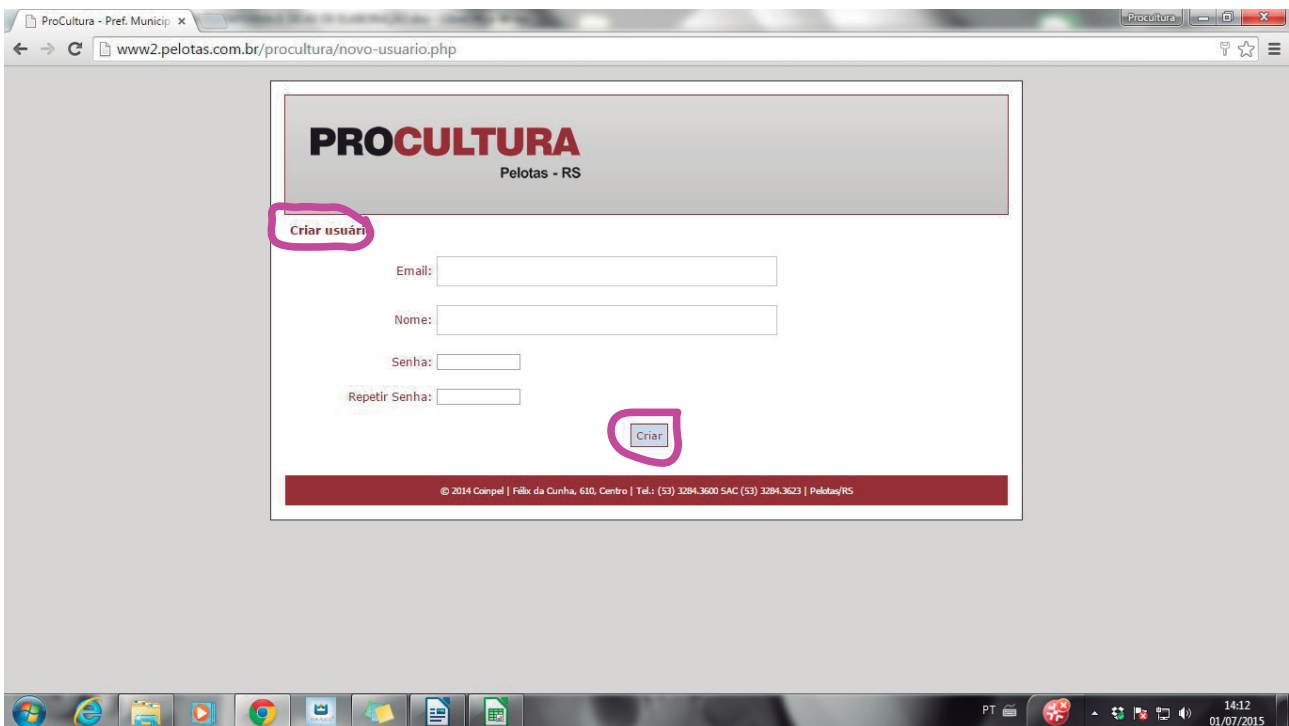 ProCultura - Pref. Municip
Procultura
www2.pelotas.com.br/procultura/novo-usuario.php
PROCULTURA
Pelotas - RS
Criar usuári
Email:
Nome:
Senha:
Repetir Senha:
Criar
© 2014 Coinpel | Félix da Cunha, 610, Centro | Tel.: (53) 3284.3600 SAC (53) 3284.3623 | Pelotas/RS
PT
14:12
01/07/2015